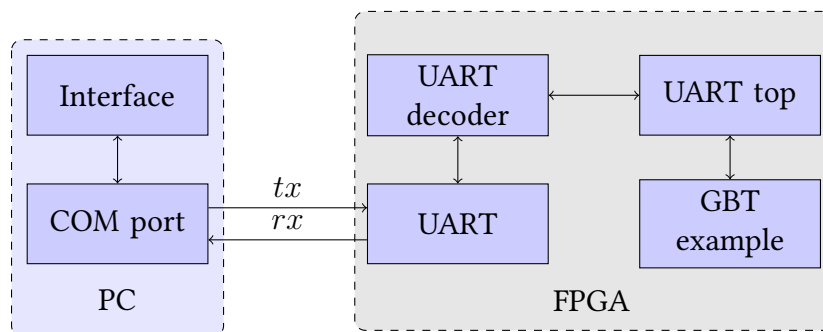 Interface
COM port
PC
tx
rx
UART
decoder
UART
UART top
GBT
example
FPGA